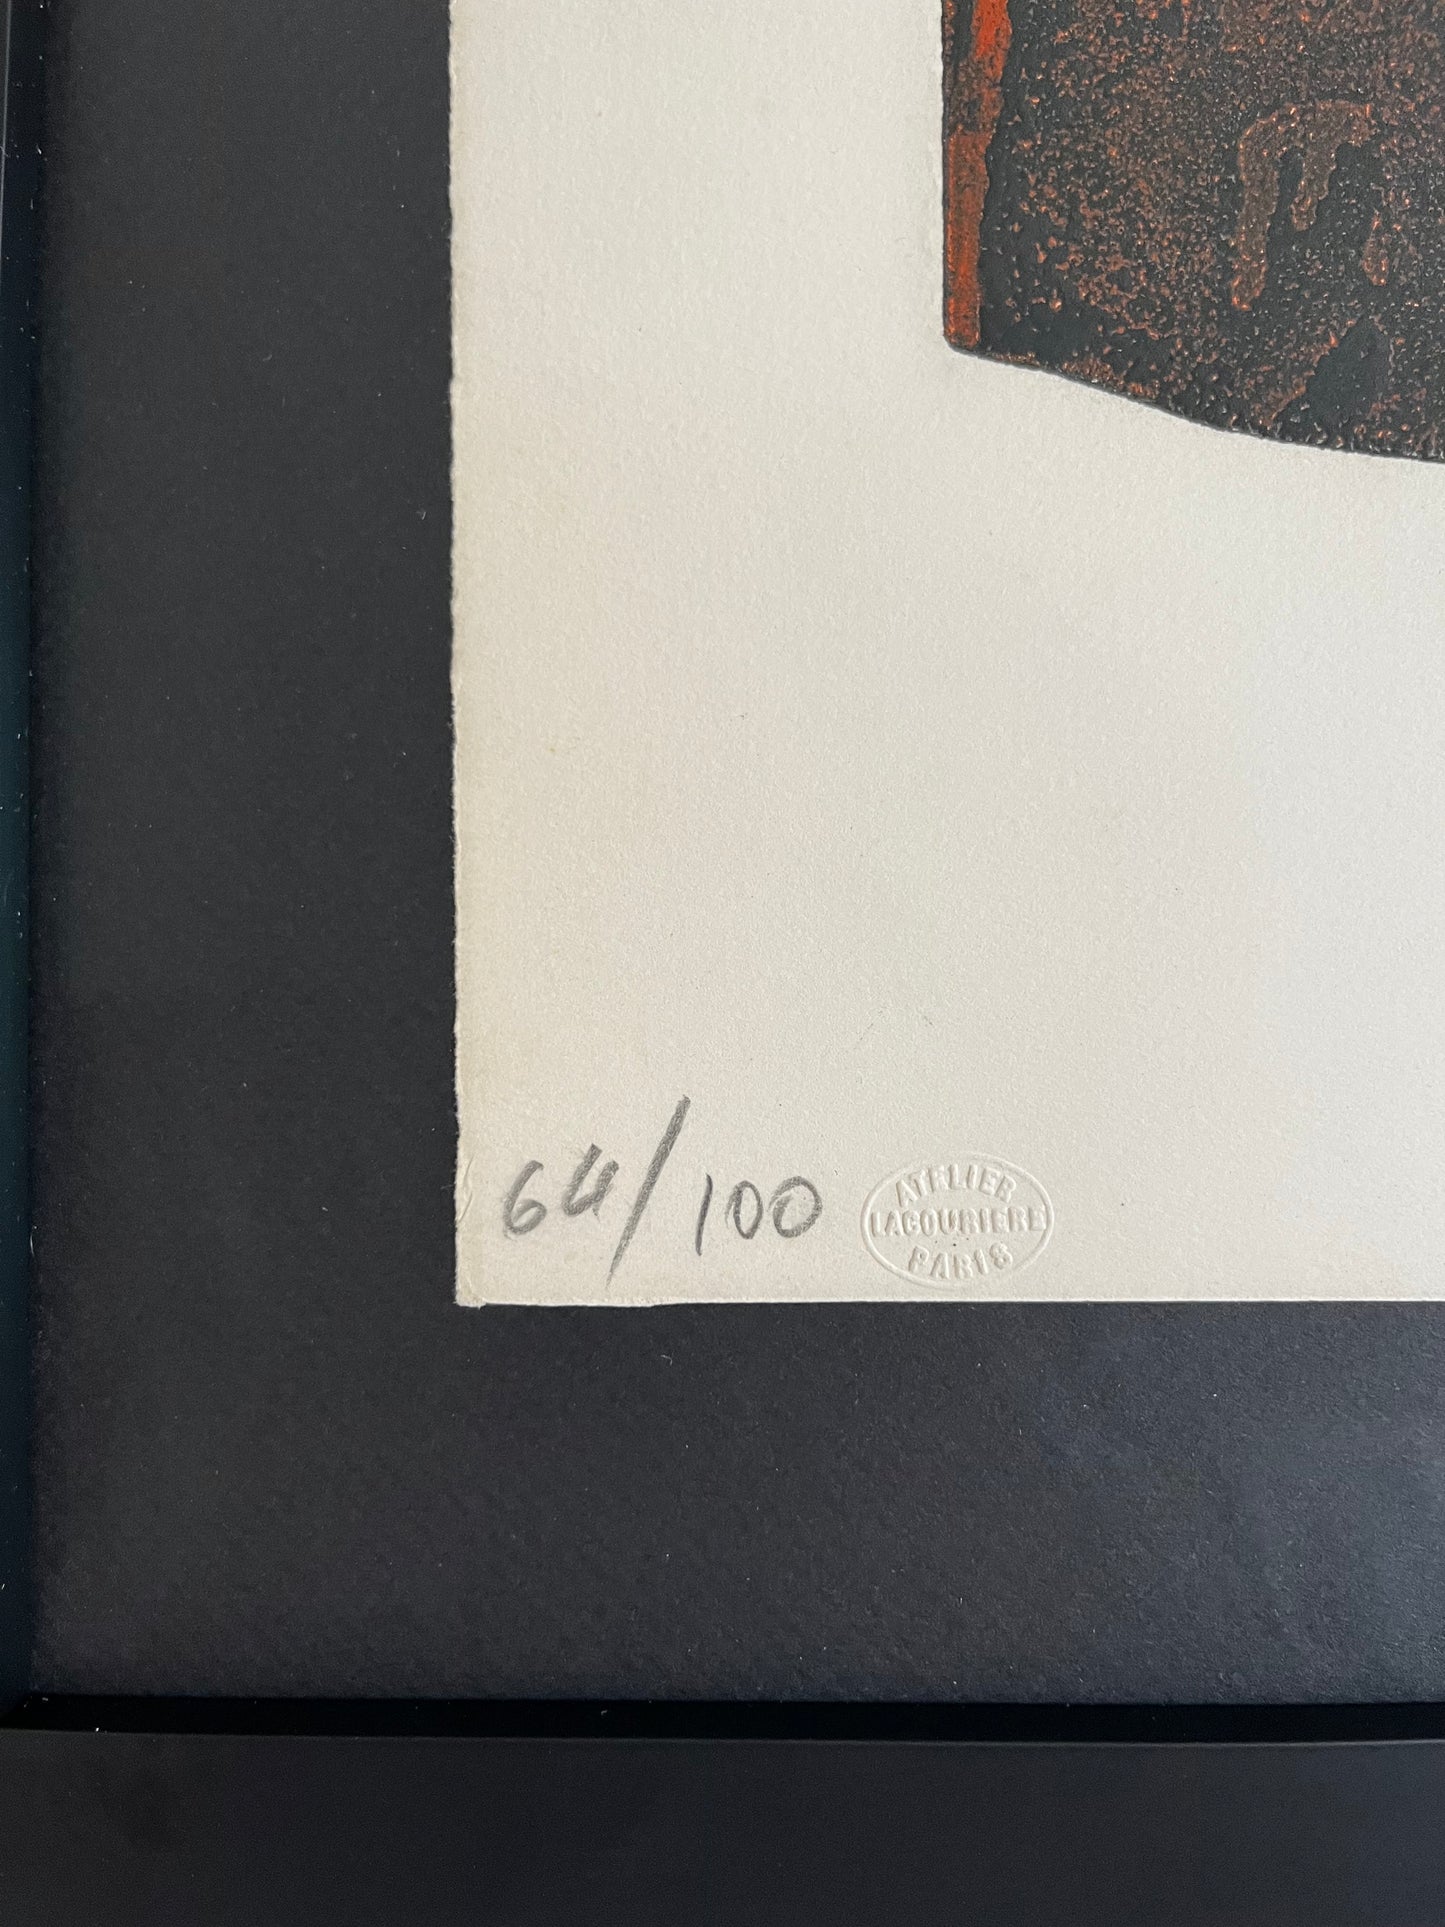 64/100
ATELIER
LACOURIERE
PARIS